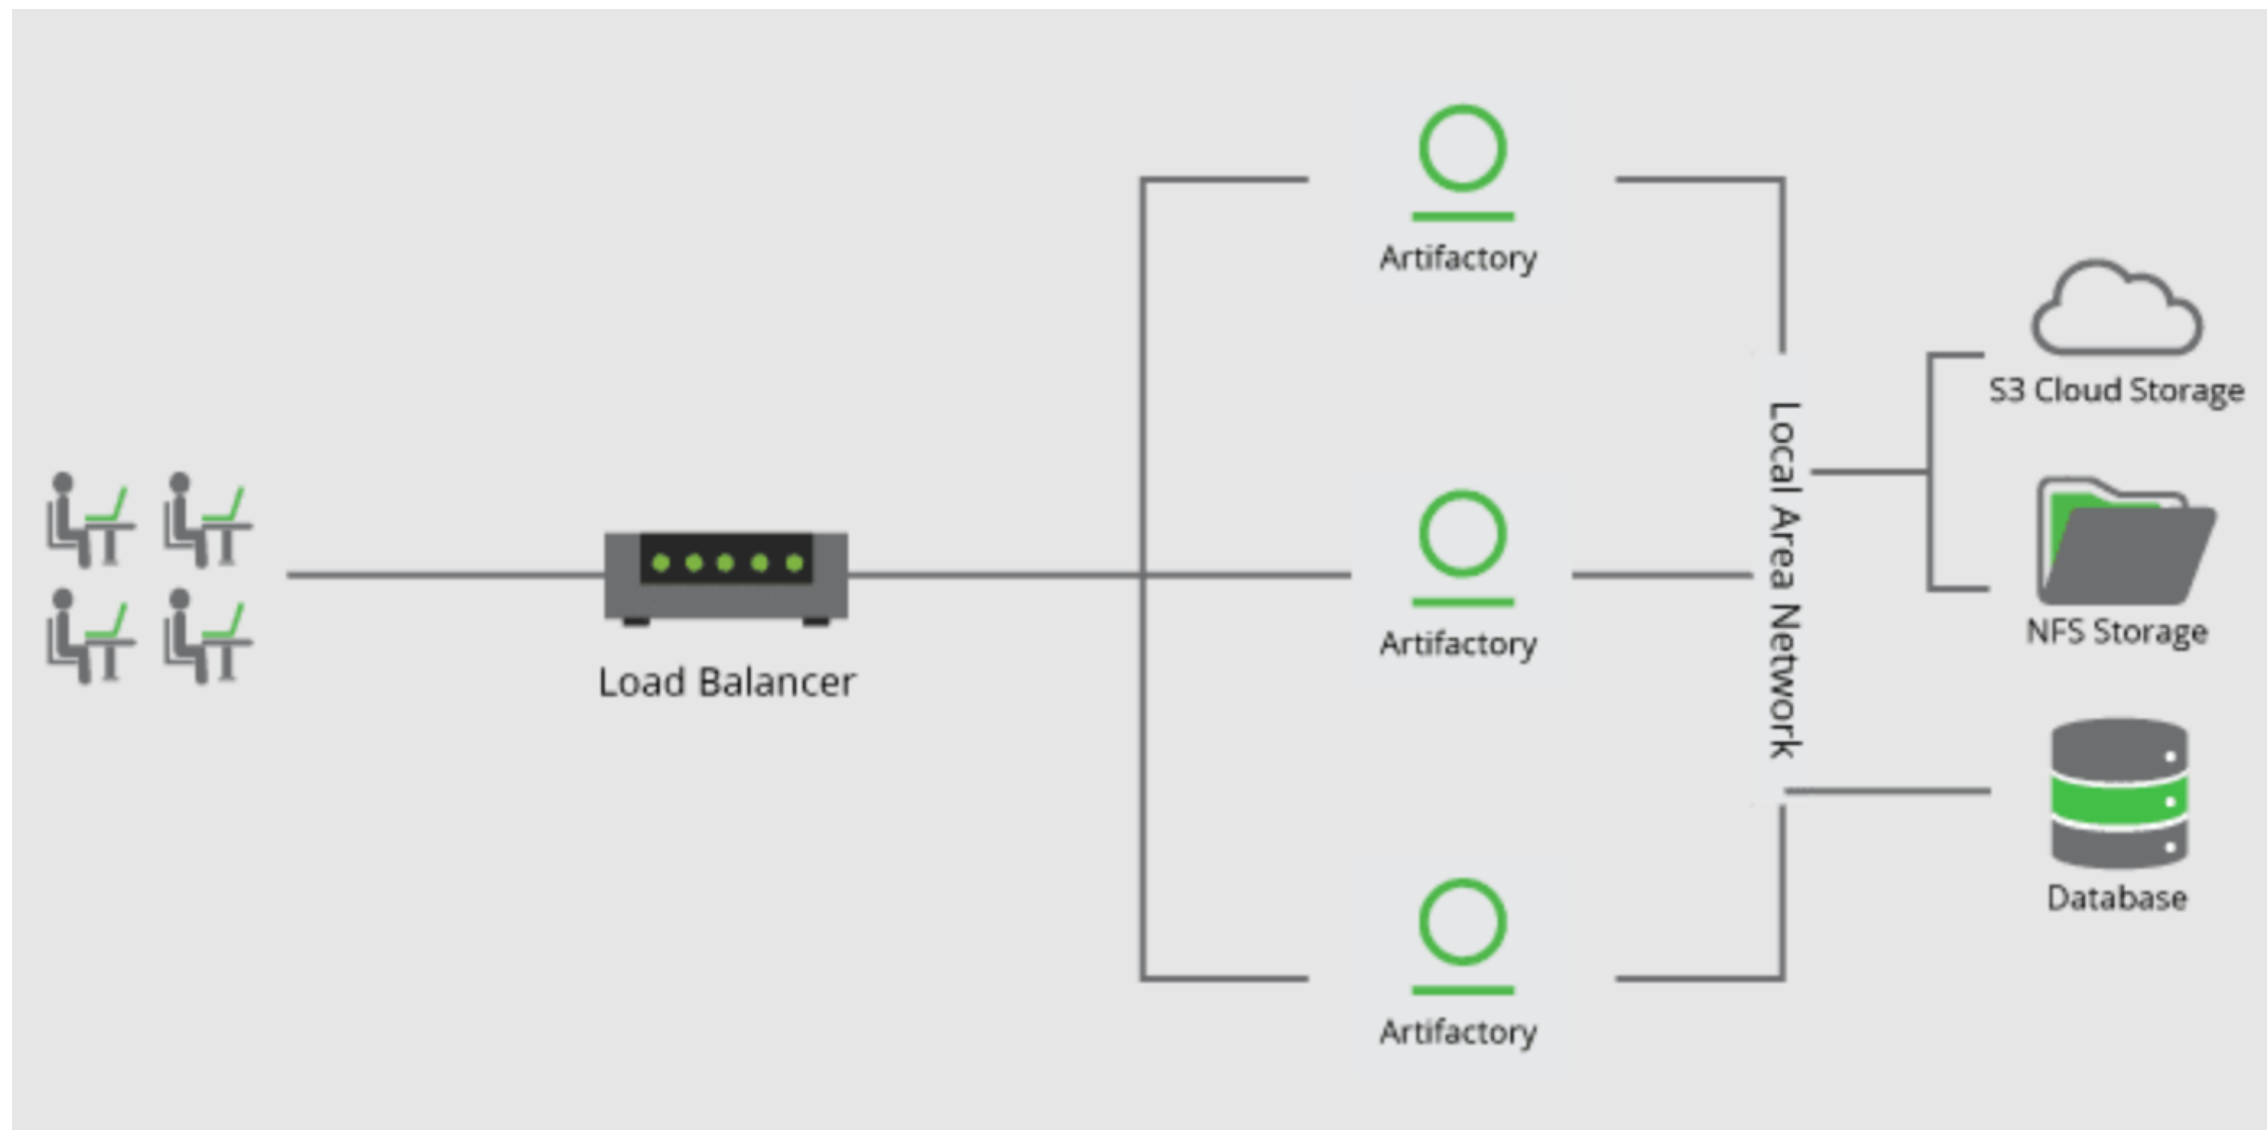 Load Balancer
Artifactory
Artifactory
Artifactory
Local Area Network
S3 Cloud Storage
NFS Storage
Database